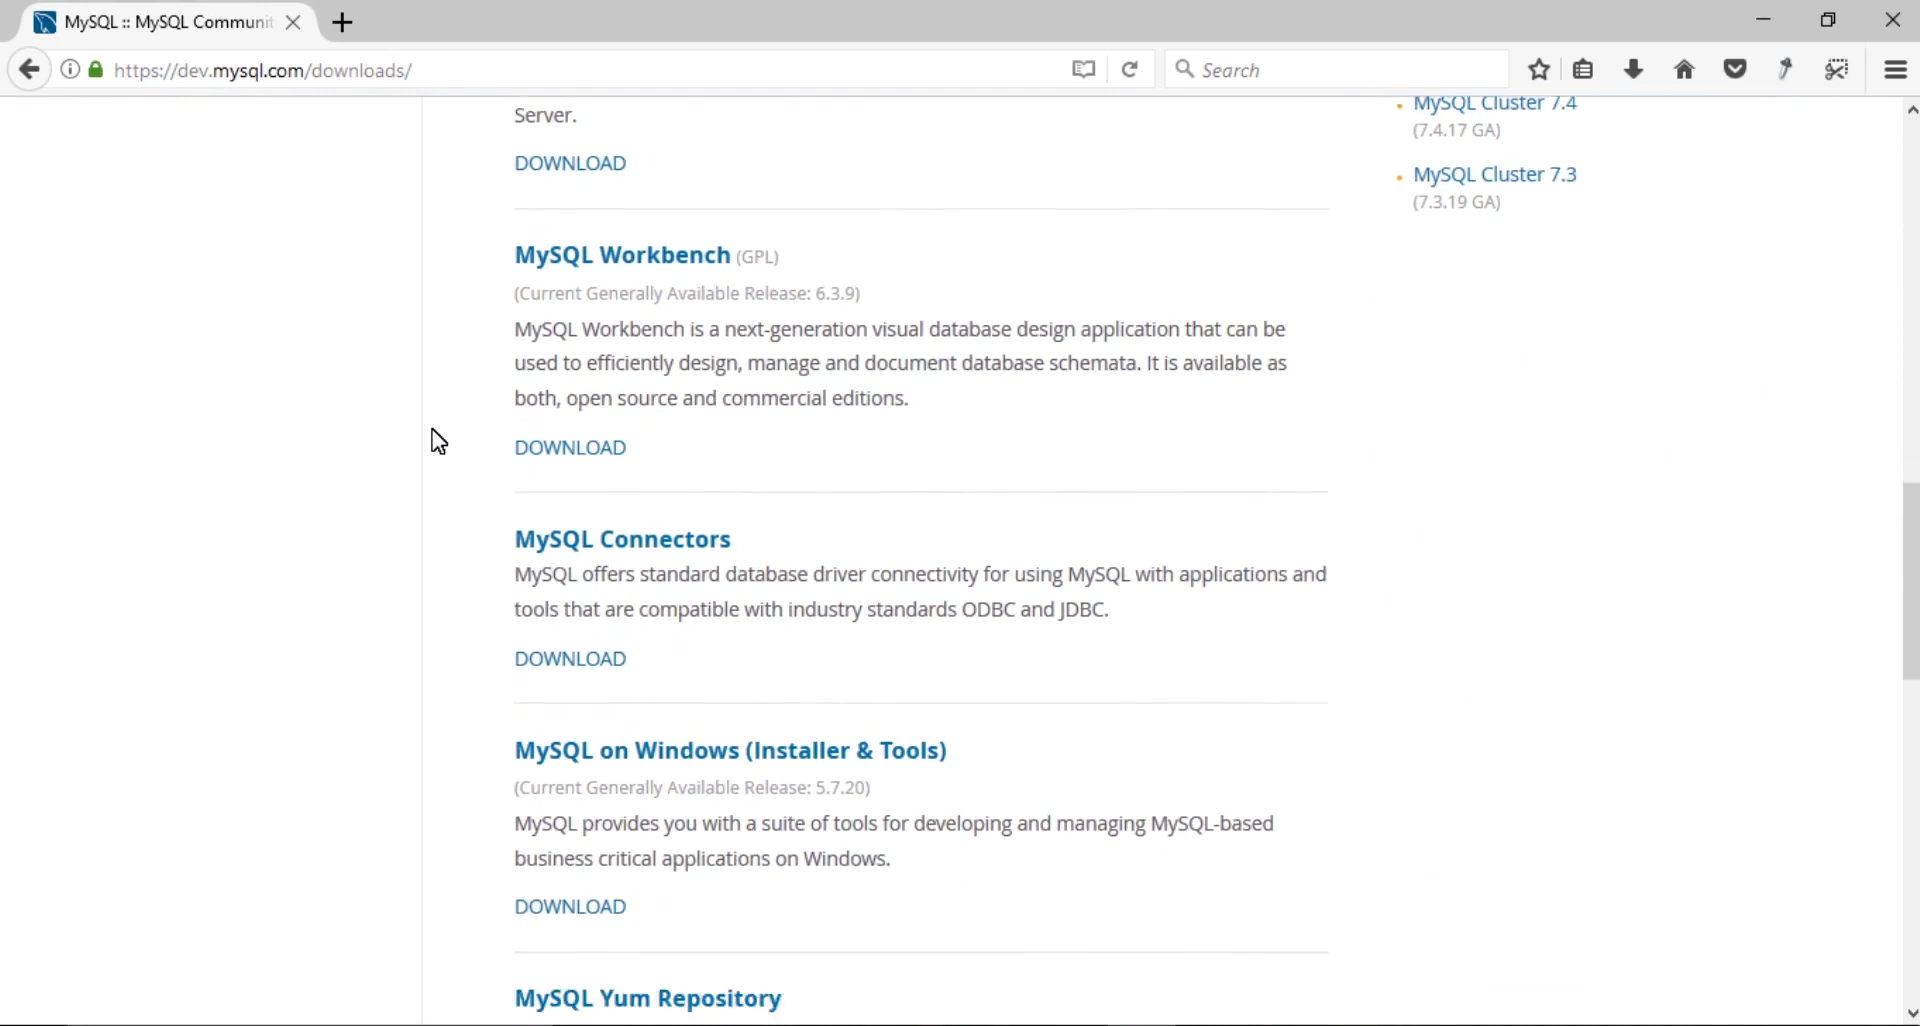 MySQL :: MySQL Communit
https://dev.mysql.com/downloads/
Search
Server.
DOWNLOAD
MySQL Workbench (GPL)
(Current Generally Available Release: 6.3.9)
MySQL Workbench is a next-generation visual database design application that can be
used to efficiently design, manage and document database schemata. It is available as
both, open source and commercial editions.
DOWNLOAD
MySQL Connectors
MySQL offers standard database driver connectivity for using MySQL with applications and
tools that are compatible with industry standards ODBC and JDBC.
DOWNLOAD
MySQL on Windows (Installer & Tools)
(Current Generally Available Release: 5.7.20)
MySQL provides you with a suite of tools for developing and managing MySQL-based
business critical applications on Windows.
DOWNLOAD
MySQL Yum Repository
MySQL Cluster 7.4
(7.4.17 GA)
MySQL Cluster 7.3
(7.3.19 GA)